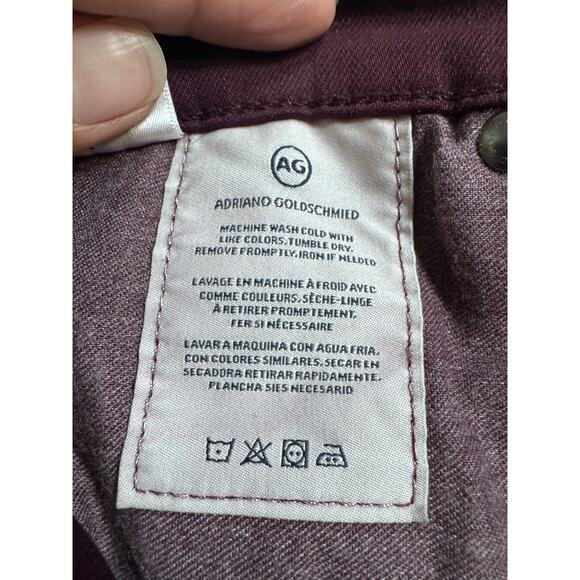 AG
ADRIANO GOLDSCHMIED
MACHINE WASH COLD WITH
LIKE COLORS. TUMBLE DRY.
REMOVE PROMPTLY. IRON IF NEEDED
LAVAGE EN MACHINE À FROID AVEC
COMME COULEURS. SÈCHE-LINGE
À RETIRER PROMPTEMENT.
FER SI NÉCESSAIRE
LAVAR A MAQUINA CON AGUA FRIA,
CON COLORES SIMILARES. SECAR EN
SECADORA RETIRAR RAPIDAMENTE.
PLANCHA SIES NECESARID